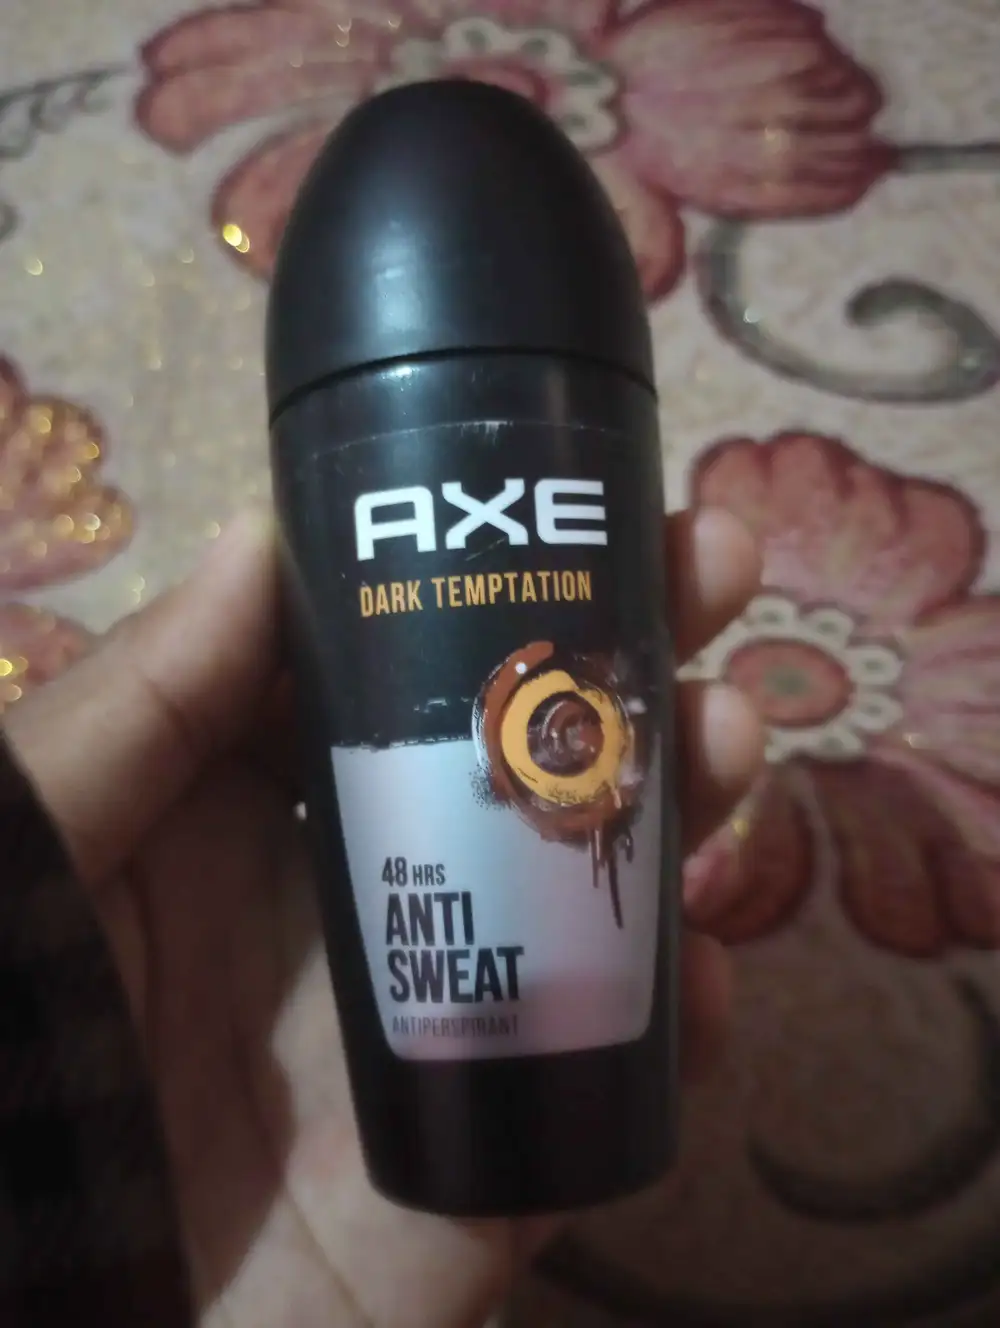 AXE
DARK TEMPTATION
48 HRS
ANTI
SWEAT
ANTIPERSPIRANT